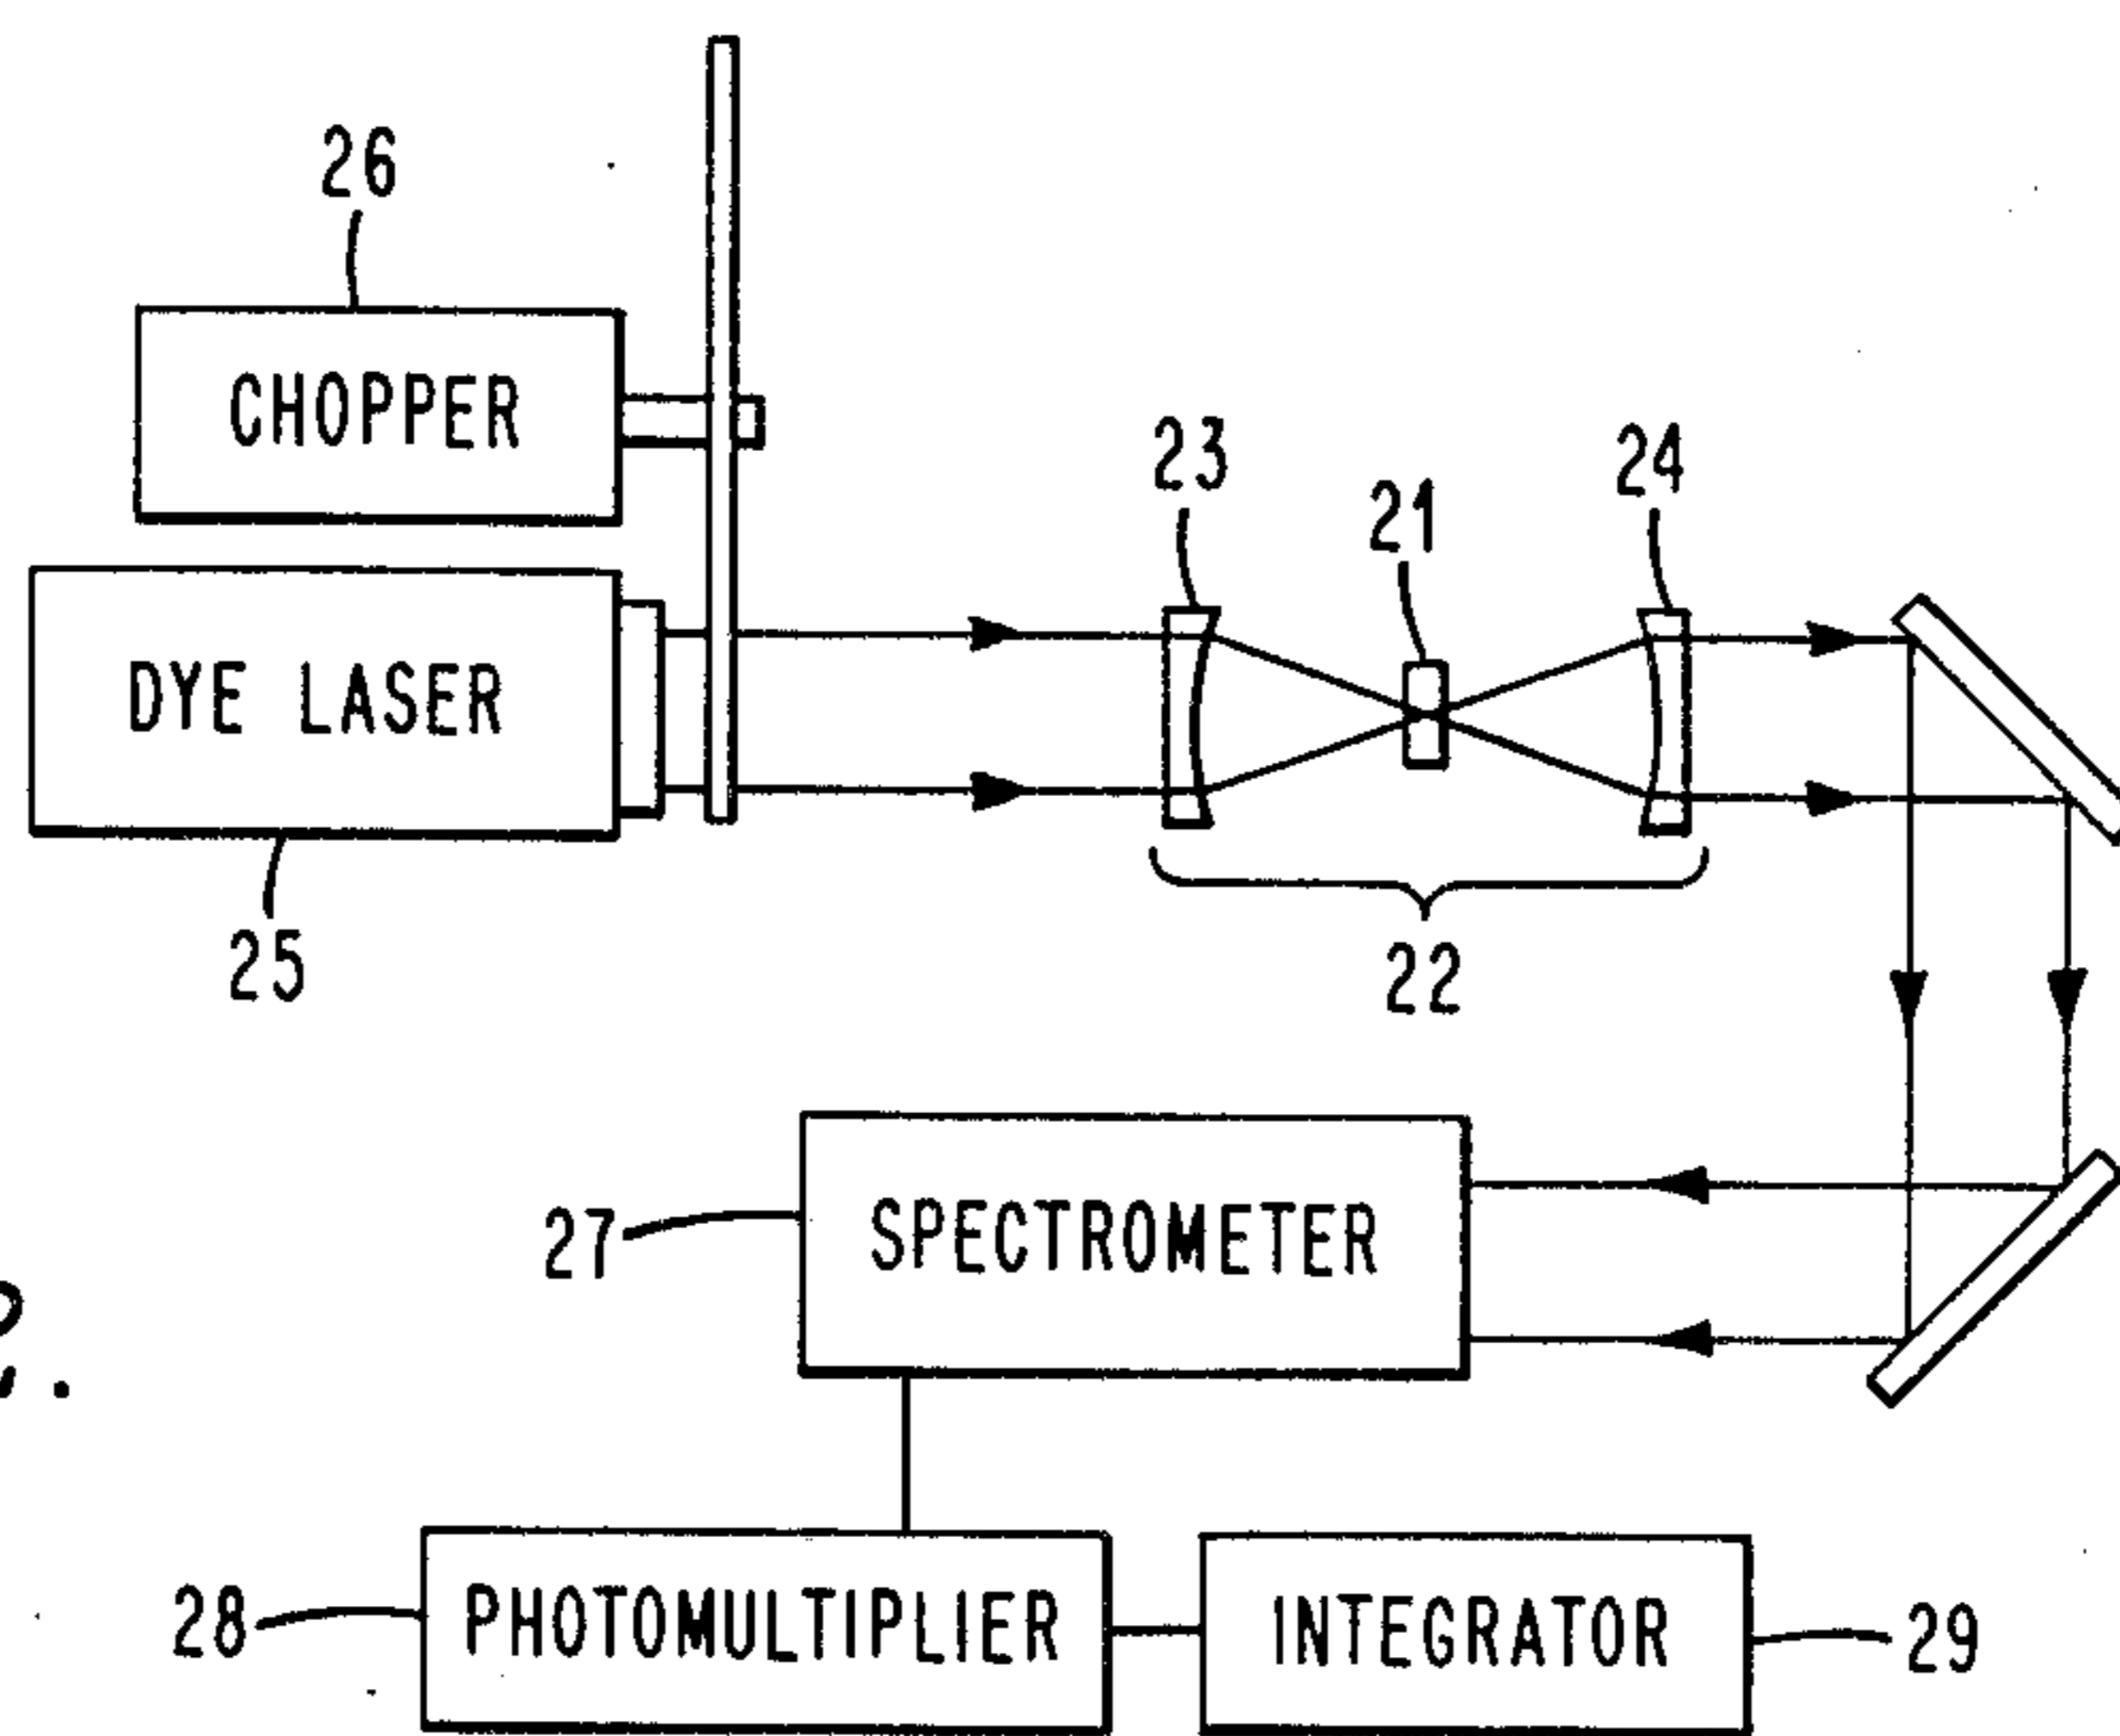 26
CHOPPER
23
24
21
DYE LASER
25
22
27
SPECTROMETER
28
PHOTOMULTIPLIER
INTEGRATOR
29